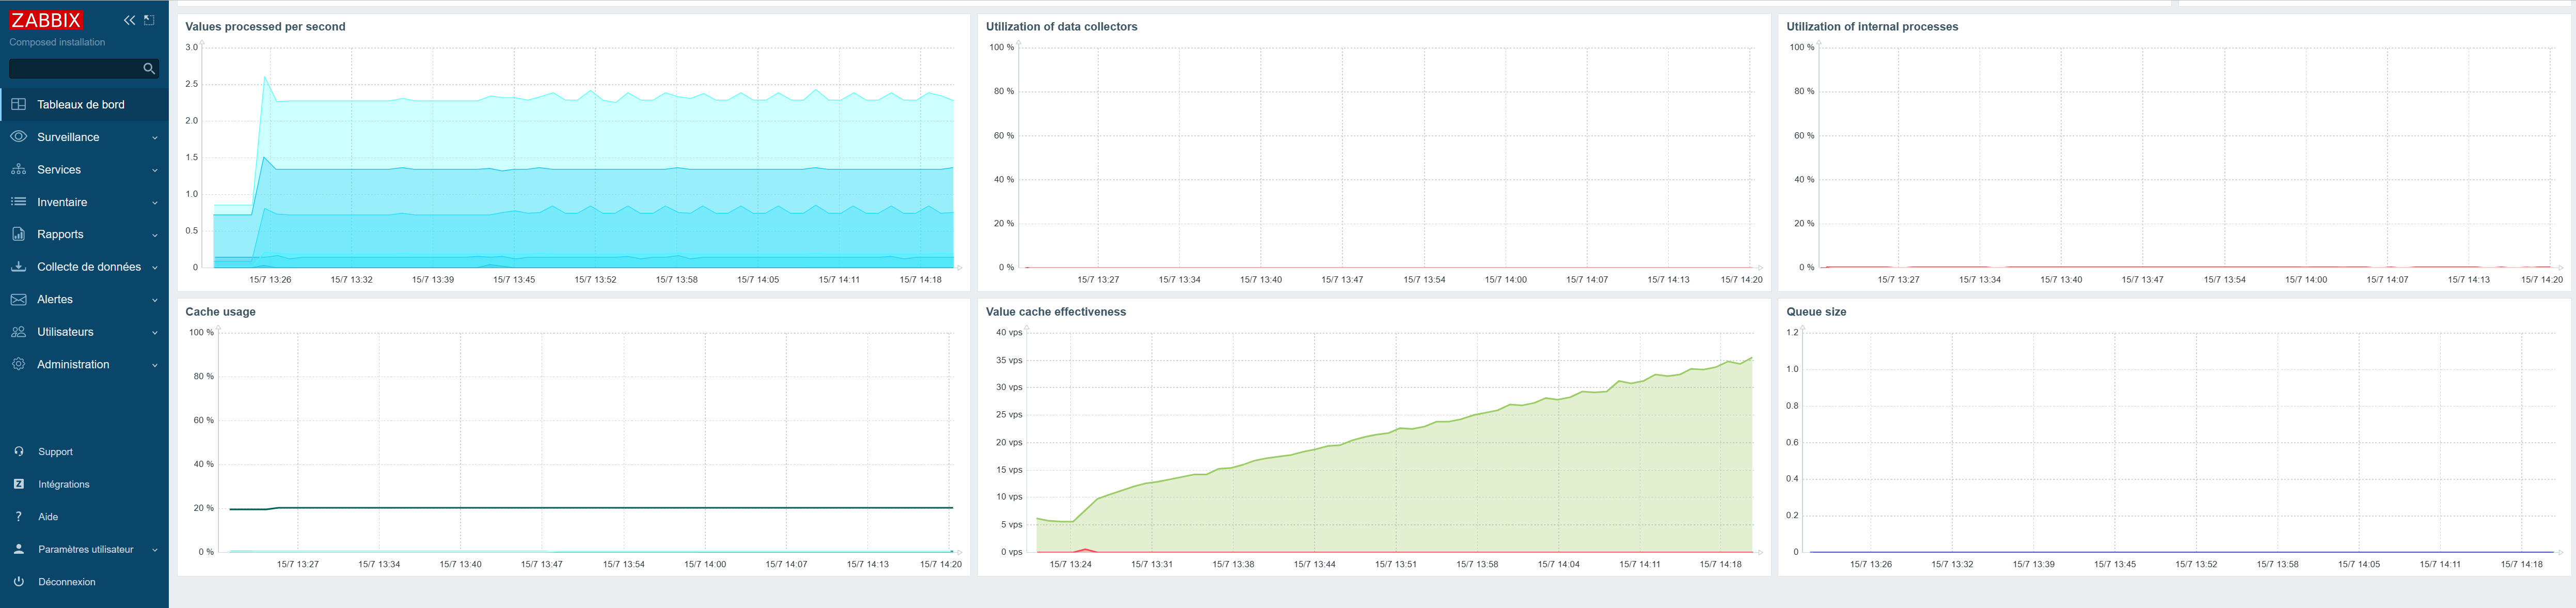 ZABBIX
Composed installation
Tableaux de bord
Surveillance
Services
Inventaire
Rapports
Collecte de données
Alertes
Utilisateurs
Administration
Support
Intégrations
Aide
Paramètres utilisateur
Déconnexion
Values processed per second
3.0
2.5
2.0
1.5
1.0
0.5
0
15/7 13:26 15/7 13:32 15/7 13:39 15/7 13:45 15/7 13:52 15/7 13:58 15/7 14:05 15/7 14:11 15/7 14:18
Utilization of data collectors
100 %
80 %
60 %
40 %
20 %
0 %
15/7 13:27 15/7 13:34 15/7 13:40 15/7 13:47 15/7 13:54 15/7 14:00 15/7 14:07 15/7 14:13 15/7 14:20
Utilization of internal processes
100 %
80 %
60 %
40 %
20 %
0 %
15/7 13:27 15/7 13:34 15/7 13:40 15/7 13:47 15/7 13:54 15/7 14:00 15/7 14:07 15/7 14:13 15/7 14:20
Cache usage
100 %
80 %
60 %
40 %
20 %
0 %
15/7 13:27 15/7 13:34 15/7 13:40 15/7 13:47 15/7 13:54 15/7 14:00 15/7 14:07 15/7 14:13 15/7 14:20
Value cache effectiveness
40 vps
35 vps
30 vps
25 vps
20 vps
15 vps
10 vps
5 vps
0 vps
15/7 13:24 15/7 13:31 15/7 13:38 15/7 13:44 15/7 13:51 15/7 13:58 15/7 14:04 15/7 14:11 15/7 14:18
Queue size
1.2
1.0
0.8
0.6
0.4
0.2
0
15/7 13:26 15/7 13:32 15/7 13:39 15/7 13:45 15/7 13:52 15/7 13:58 15/7 14:05 15/7 14:11 15/7 14:18